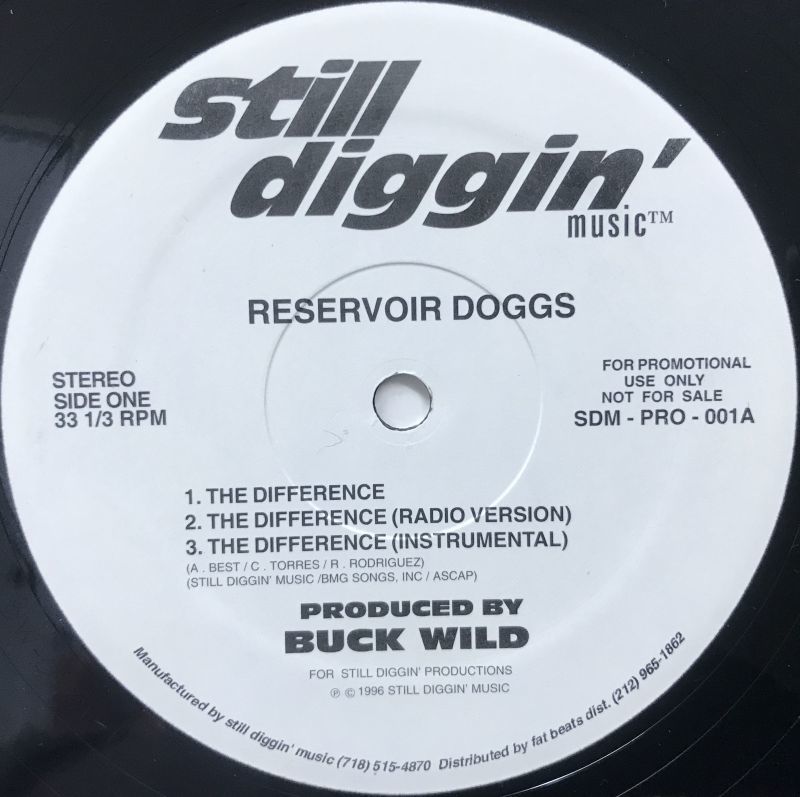 still
diggin'
music™
RESERVOIR DOGGS
STEREO
SIDE ONE
33 1/3 RPM
FOR PROMOTIONAL
USE ONLY
NOT FOR SALE
SDM - PRO - 001A
1. THE DIFFERENCE
2. THE DIFFERENCE (RADIO VERSION)
3. THE DIFFERENCE (INSTRUMENTAL)
(A . BEST / C . TORRES / R . RODRIGUEZ)
(STILL DIGGIN' MUSIC /BMG SONGS, INC / ASCAP)
PRODUCED BY
BUCK WILD
FOR STILL DIGGIN' PRODUCTIONS
℗ © 1996 STILL DIGGIN' MUSIC
Manufactured by still diggin' music (718) 515-4870 Distributed by fat beats dist. (212) 965-1862